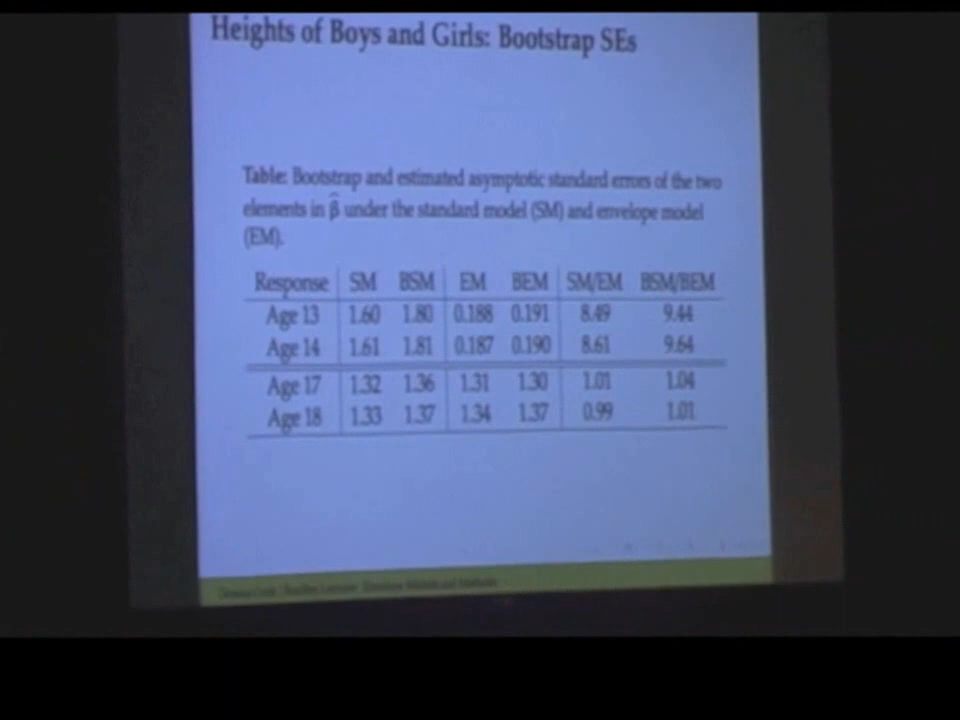 Heights of Boys and Girls: Bootstrap SEs
Table: Bootstrap and estimated asymptotic standard errors of the two
elements in β̂ under the standard model (SM) and envelope model
(EM).
Response SM BSM EM BEM SM/EM BSM/BEM
Age 13 1.60 1.80 0.188 0.191 8.49 9.44
Age 14 1.61 1.81 0.187 0.190 8.61 9.64
Age 17 1.32 1.36 1.31 1.30 1.01 1.04
Age 18 1.33 1.37 1.34 1.37 0.99 1.01